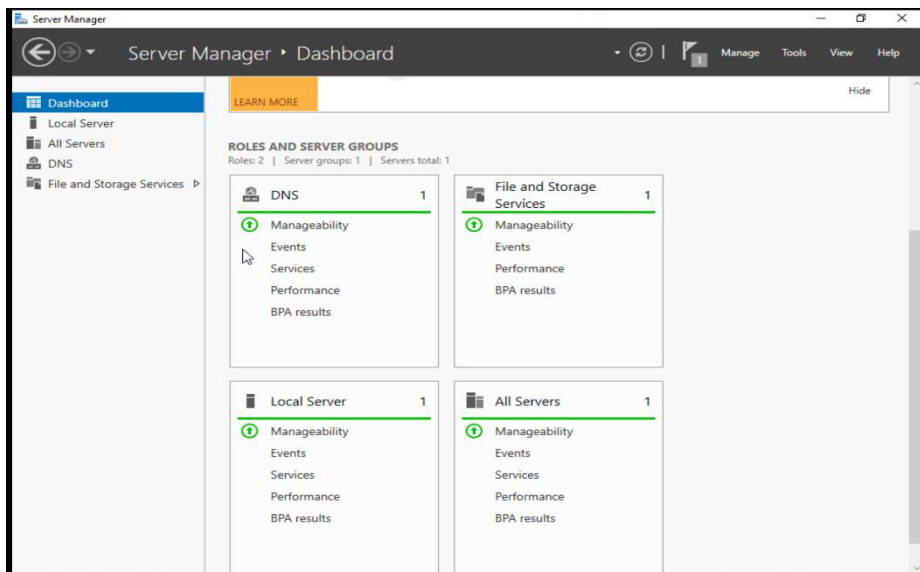 Server Manager
Server Manager • Dashboard
1
Manage
Tools
View
Help
Dashboard
Local Server
All Servers
DNS
File and Storage Services
LEARN MORE
Hide
ROLES AND SERVER GROUPS
Roles: 2 | Server groups: 1 | Servers total: 1
DNS 1
Manageability
Events
Services
Performance
BPA results
File and Storage
Services 1
Manageability
Events
Performance
BPA results
Local Server 1
Manageability
Events
Services
Performance
BPA results
All Servers 1
Manageability
Events
Services
Performance
BPA results